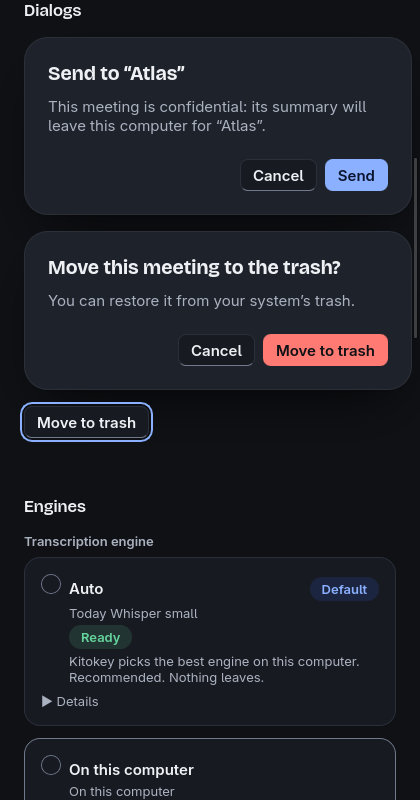 Dialogs
Send to “Atlas”
This meeting is confidential: its summary will
leave this computer for “Atlas”.
Cancel
Send
Move this meeting to the trash?
You can restore it from your system’s trash.
Cancel
Move to trash
Move to trash
Engines
Transcription engine
Auto
Default
Today Whisper small
Ready
Kitokey picks the best engine on this computer.
Recommended. Nothing leaves.
▶ Details
On this computer
On this computer